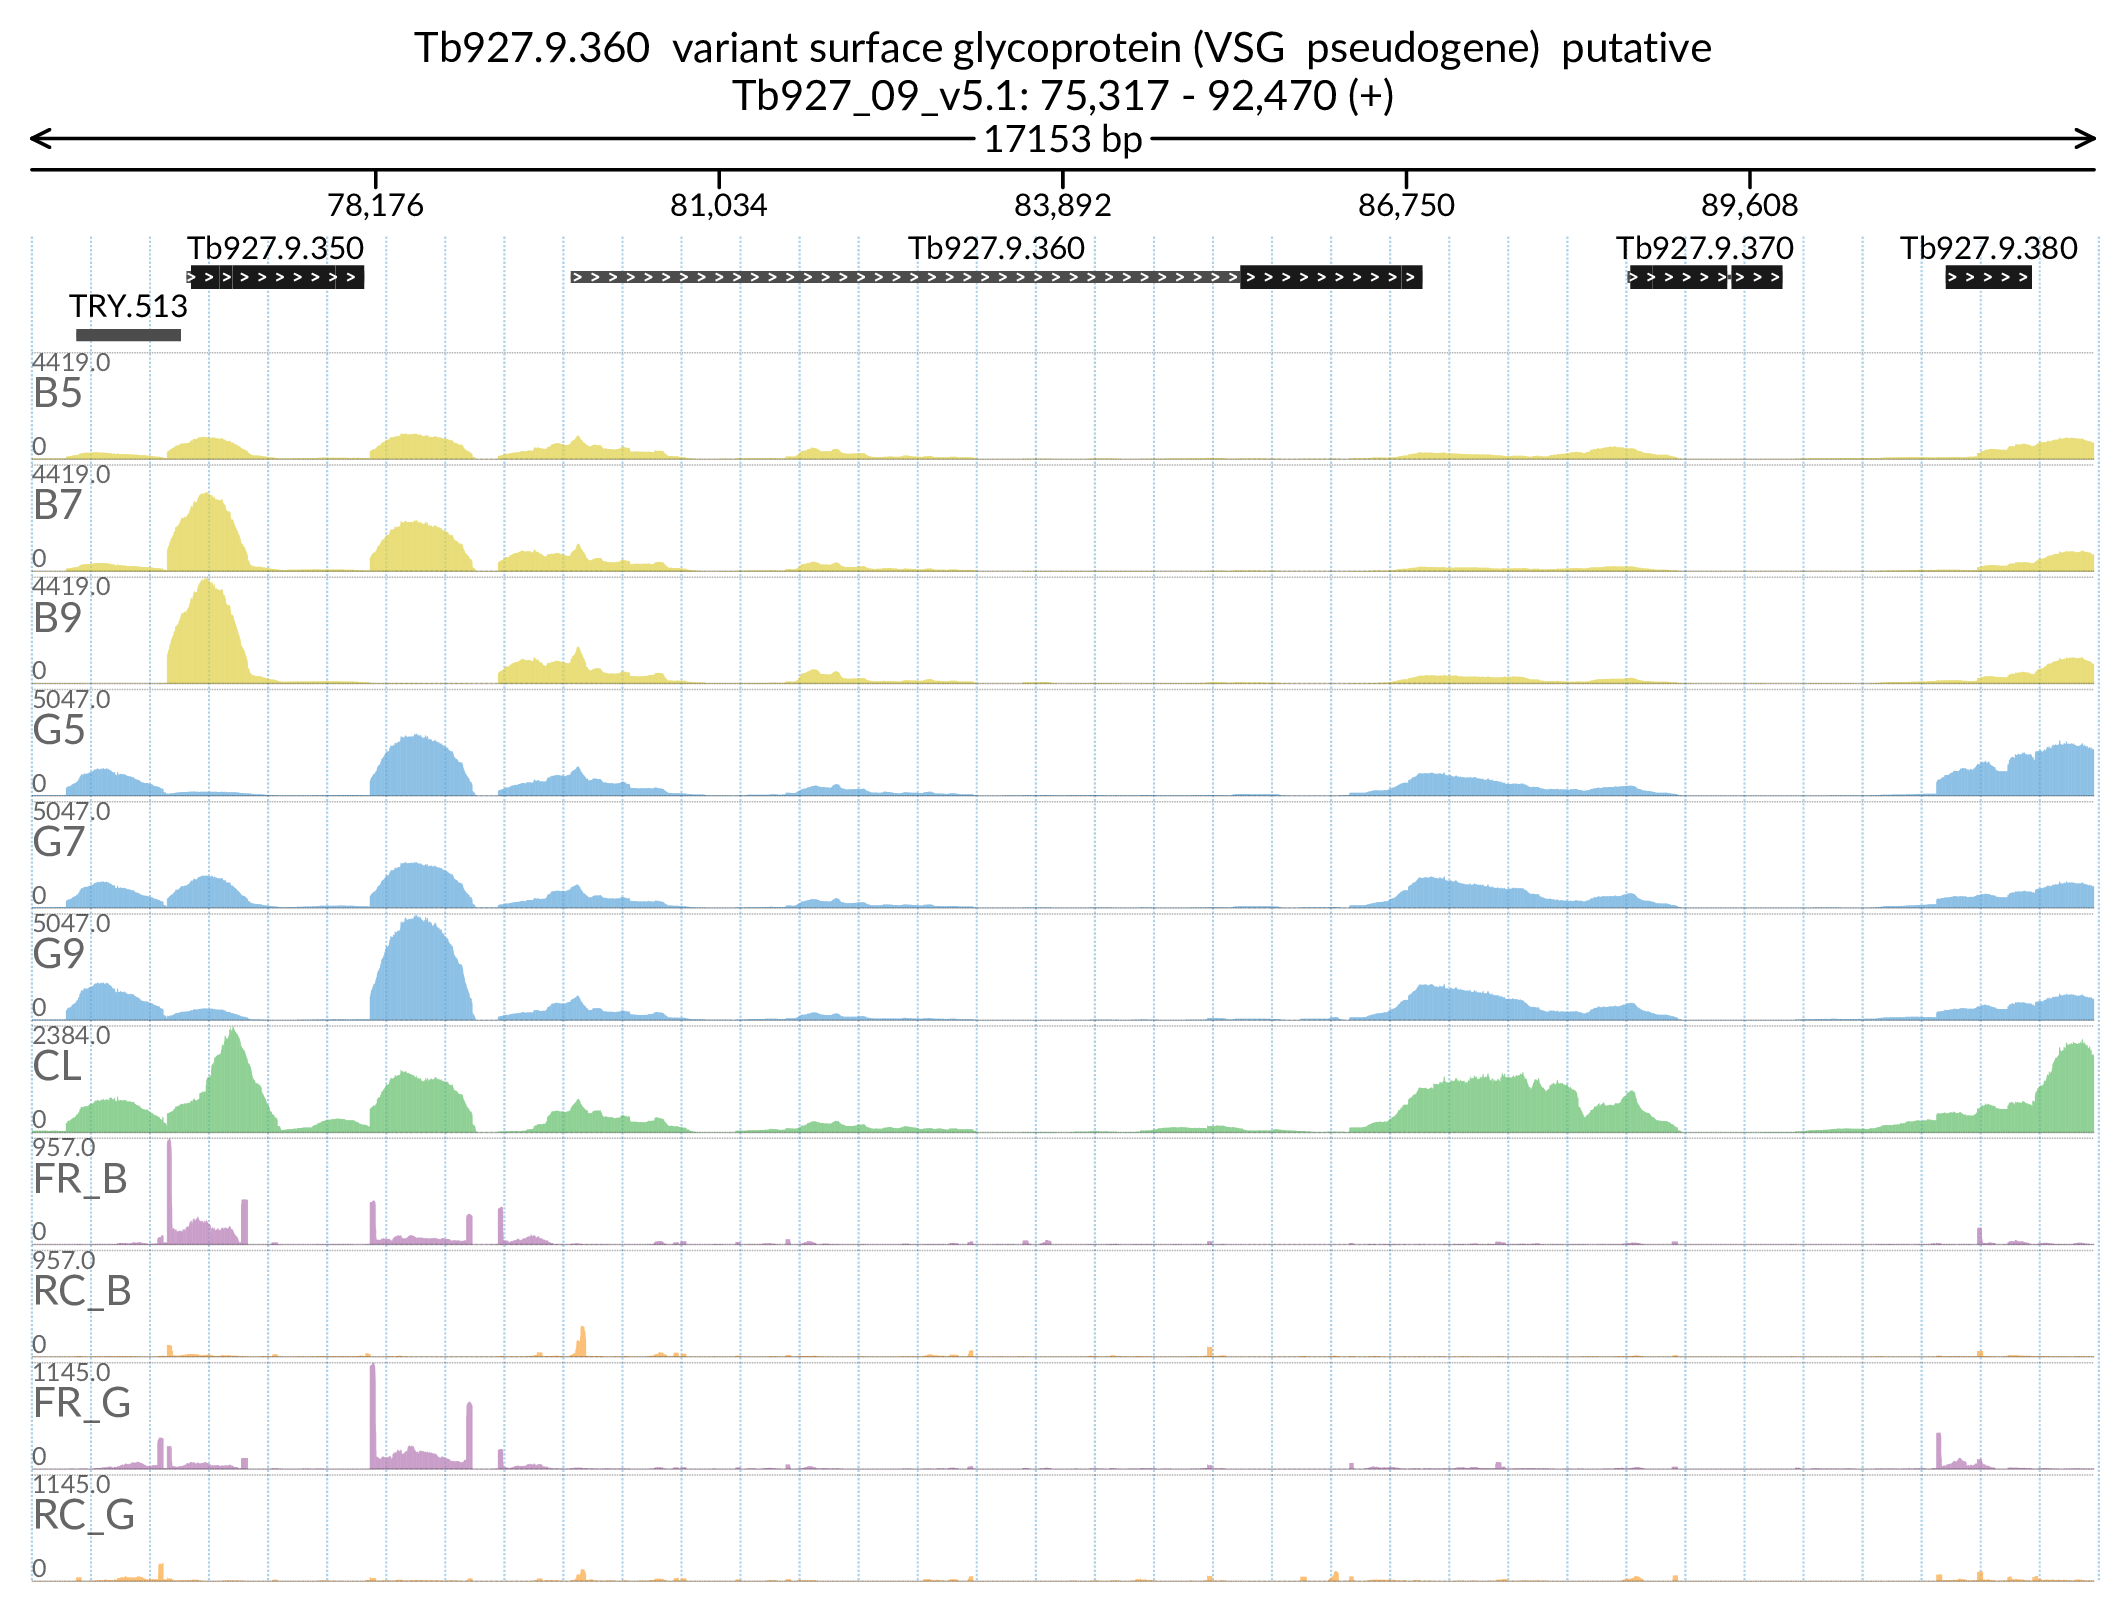 Tb927.9.360 variant surface glycoprotein (VSG pseudogene) putative
Tb927_09_v5.1: 75,317 - 92,470 (+)
17153 bp
78,176 81,034 83,892 86,750 89,608
Tb927.9.350 Tb927.9.360 Tb927.9.370 Tb927.9.380
TRY.513
4419.0
B5
0
4419.0
B7
0
4419.0
B9
0
5047.0
G5
0
5047.0
G7
0
5047.0
G9
0
2384.0
CL
0
957.0
FR_B
0
957.0
RC_B
0
1145.0
FR_G
0
1145.0
RC_G
0